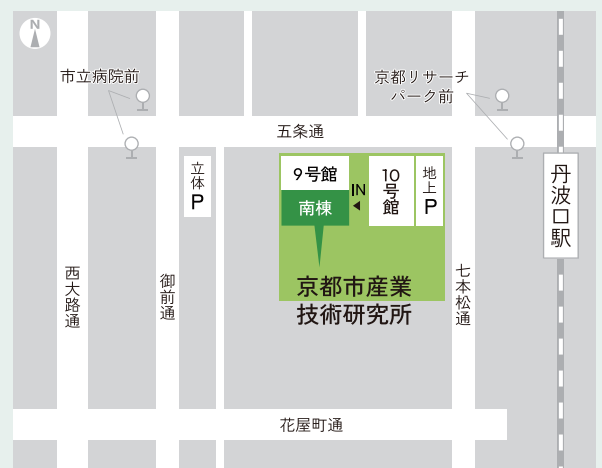 N
市立病院前
京都リサーチ
パーク前
五条通
立体
P
9号館
IN
10号館
地上
P
南棟
丹波口駅
京都市産業
技術研究所
西大路通
御前通
七本松通
花屋町通